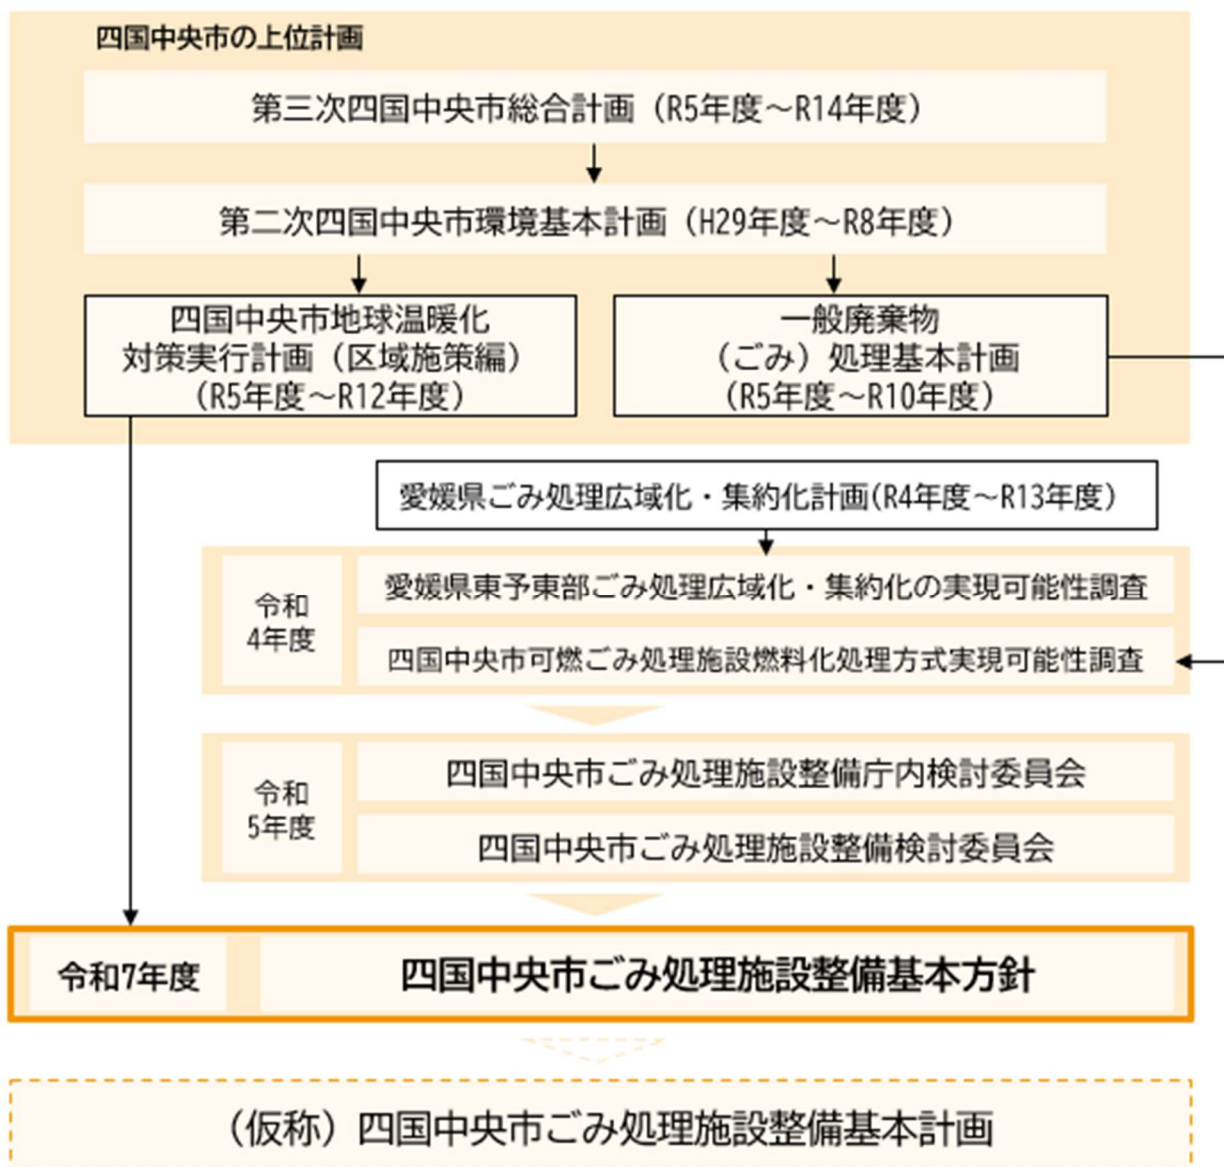 四国中央市の上位計画
第三次四国中央市総合計画（R5年度～R14年度）
第二次四国中央市環境基本計画（H29年度～R8年度）
四国中央市地球温暖化
対策実行計画（区域施策編）
（R5年度～R12年度）
一般廃棄物
（ごみ）処理基本計画
（R5年度～R10年度）
愛媛県ごみ処理広域化・集約化計画(R4年度～R13年度）
令和
4年度
愛媛県東予東部ごみ処理広域化・集約化の実現可能性調査
四国中央市可燃ごみ処理施設燃料化処理方式実現可能性調査
令和
5年度
四国中央市ごみ処理施設整備庁内検討委員会
四国中央市ごみ処理施設整備検討委員会
令和7年度
四国中央市ごみ処理施設整備基本方針
（仮称）四国中央市ごみ処理施設整備基本計画